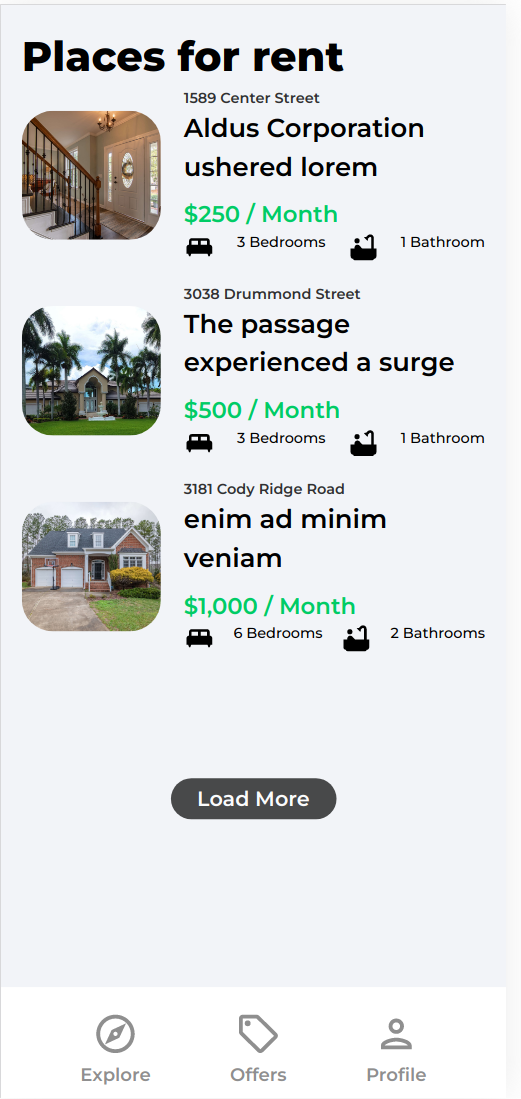 Places for rent
1589 Center Street
Aldus Corporation
ushered lorem
$250 / Month
3 Bedrooms 1 Bathroom
3038 Drummond Street
The passage
experienced a surge
$500 / Month
3 Bedrooms 1 Bathroom
3181 Cody Ridge Road
enim ad minim
veniam
$1,000 / Month
6 Bedrooms 2 Bathrooms
Load More
Explore Offers Profile